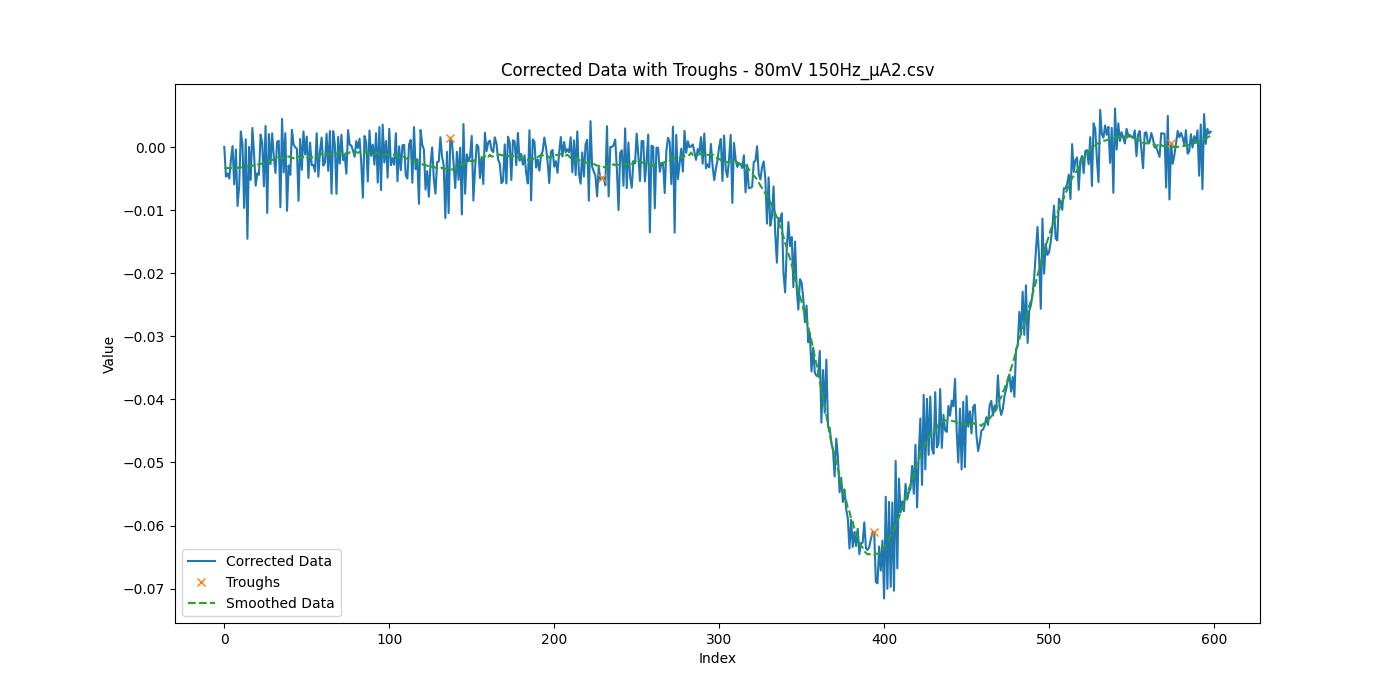 Corrected Data with Troughs - 80mV 150Hz_μA2.csv
0.00
−0.01
−0.02
−0.03
−0.04
−0.05
−0.06
−0.07
Value
Corrected Data
Troughs
Smoothed Data
0 100 200 300 400 500 600
Index